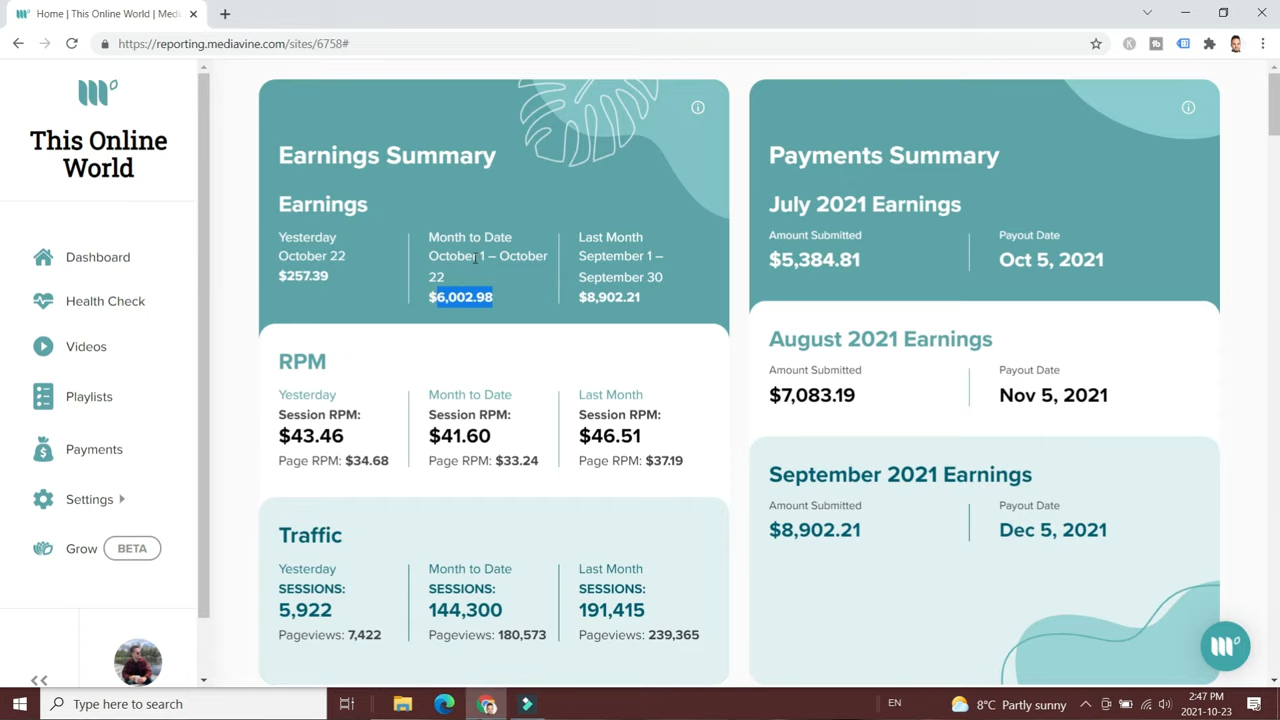 Home | This Online World | Medi
https://reporting.mediavine.com/sites/6758#
This Online
World
Dashboard
Health Check
Videos
Playlists
Payments
Settings
Grow BETA
Earnings Summary
Earnings
Yesterday
October 22
$257.39
Month to Date
October 1 – October
22
$6,002.98
Last Month
September 1 –
September 30
$8,902.21
RPM
Yesterday
Session RPM:
$43.46
Page RPM: $34.68
Month to Date
Session RPM:
$41.60
Page RPM: $33.24
Last Month
Session RPM:
$46.51
Page RPM: $37.19
Traffic
Yesterday
SESSIONS:
5,922
Pageviews: 7,422
Month to Date
SESSIONS:
144,300
Pageviews: 180,573
Last Month
SESSIONS:
191,415
Pageviews: 239,365
Payments Summary
July 2021 Earnings
Amount Submitted
$5,384.81
Payout Date
Oct 5, 2021
August 2021 Earnings
Amount Submitted
$7,083.19
Payout Date
Nov 5, 2021
September 2021 Earnings
Amount Submitted
$8,902.21
Payout Date
Dec 5, 2021
Type here to search
EN
8°C Partly sunny
2:47 PM
2021-10-23